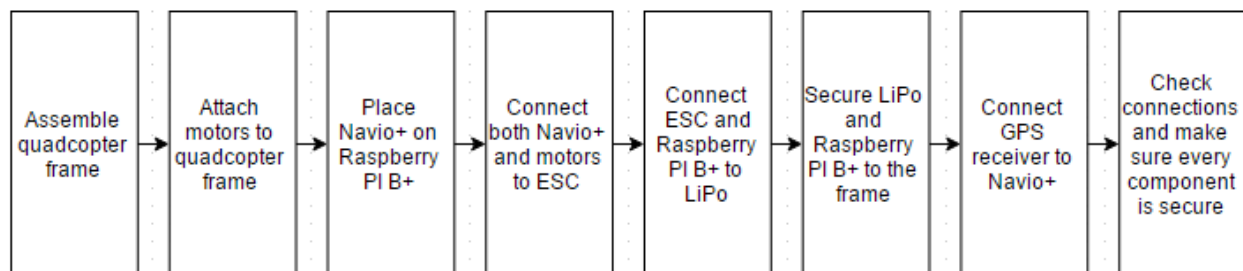 Assemble
quadcopter
frame
Attach
motors to
quadcopter
frame
Place
Navio+ on
Raspberry
PI B+
Connect
both Navio+
and motors
to ESC
Connect
ESC and
Raspberry
PI B+ to
LiPo
Secure LiPo
and
Raspberry
PI B+ to the
frame
Connect
GPS
receiver to
Navio+
Check
connections
and make
sure every
component
is secure